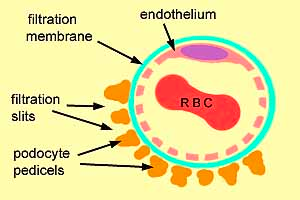 filtration
membrane
endothelium
RBC
filtration
slits
podocyte
pedicels